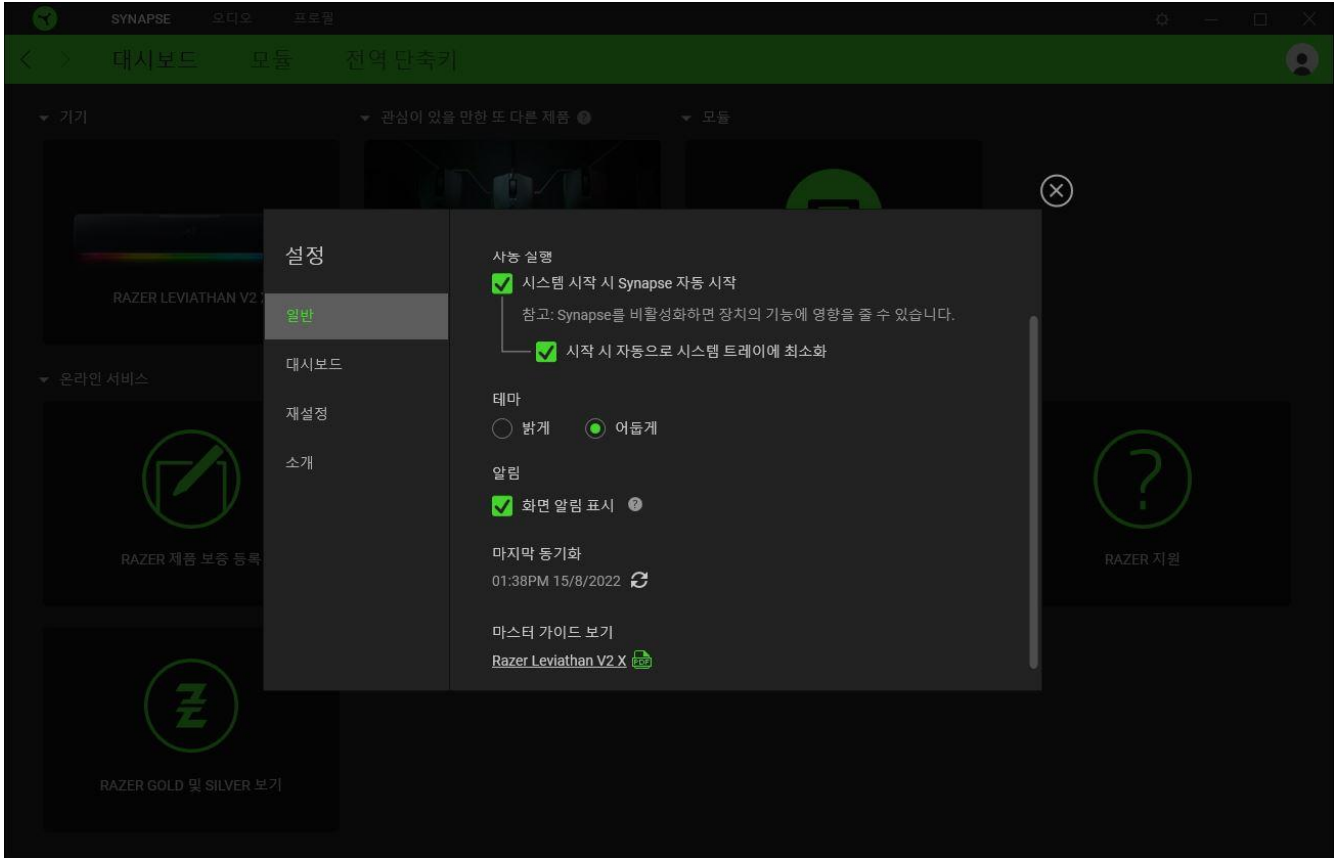 SYNAPSE 오디오 프로필
대시보드 모듈 전역 단축키
기기 관심이 있을 만한 또 다른 제품 모듈
RAZER LEVIATHAN V2
온라인 서비스
RAZER 제품 보증 등록
RAZER 지원
RAZER GOLD 및 SILVER 보기
설정
일반
대시보드
재설정
소개
실행
시스템 시작 시 Synapse 자동 시작
참고: Synapse를 비활성화하면 장치의 기능에 영향을 줄 수 있습니다.
시작 시 자동으로 시스템 트레이에 최소화
테마
밝게 어둡게
알림
화면 알림 표시
마지막 동기화
01:38PM 15/8/2022
마스터 가이드 보기
Razer Leviathan V2 X PDF